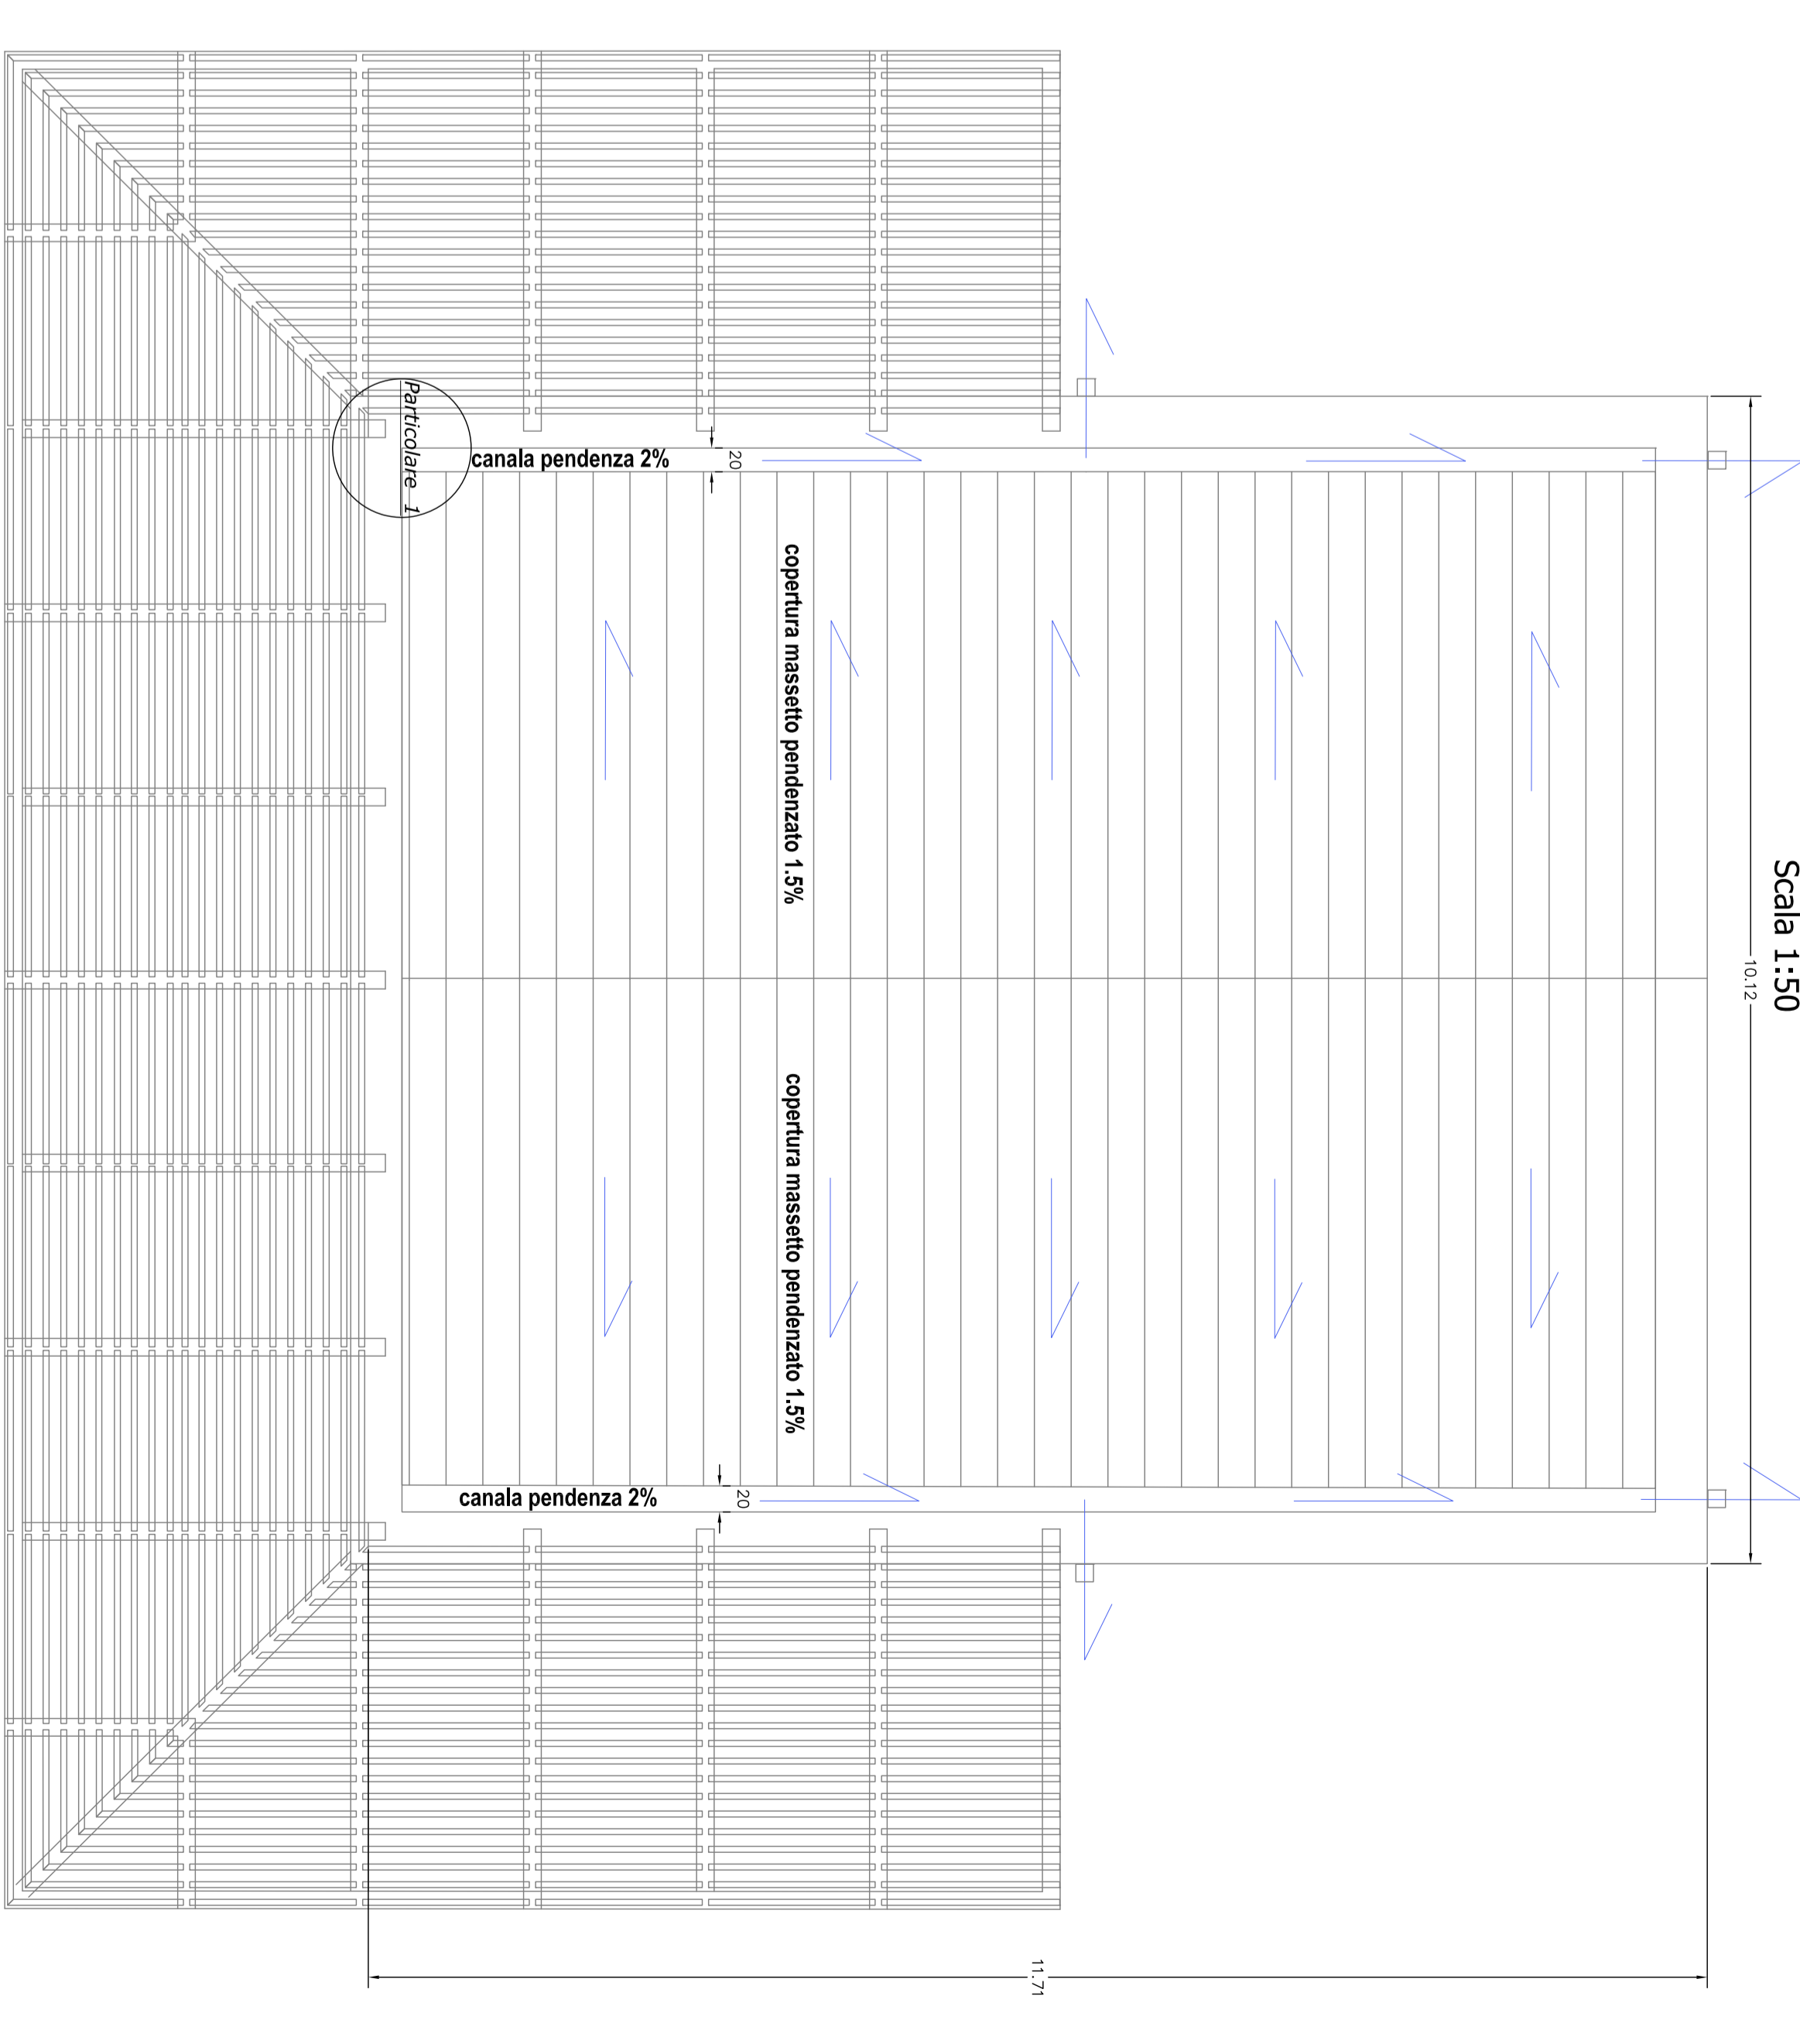 Scala 1:50
10.12
20
canala pendenza 2%
Particolare 1
copertura massetto pendenzato 1.5%
copertura massetto pendenzato 1.5%
20
canala pendenza 2%
11.71